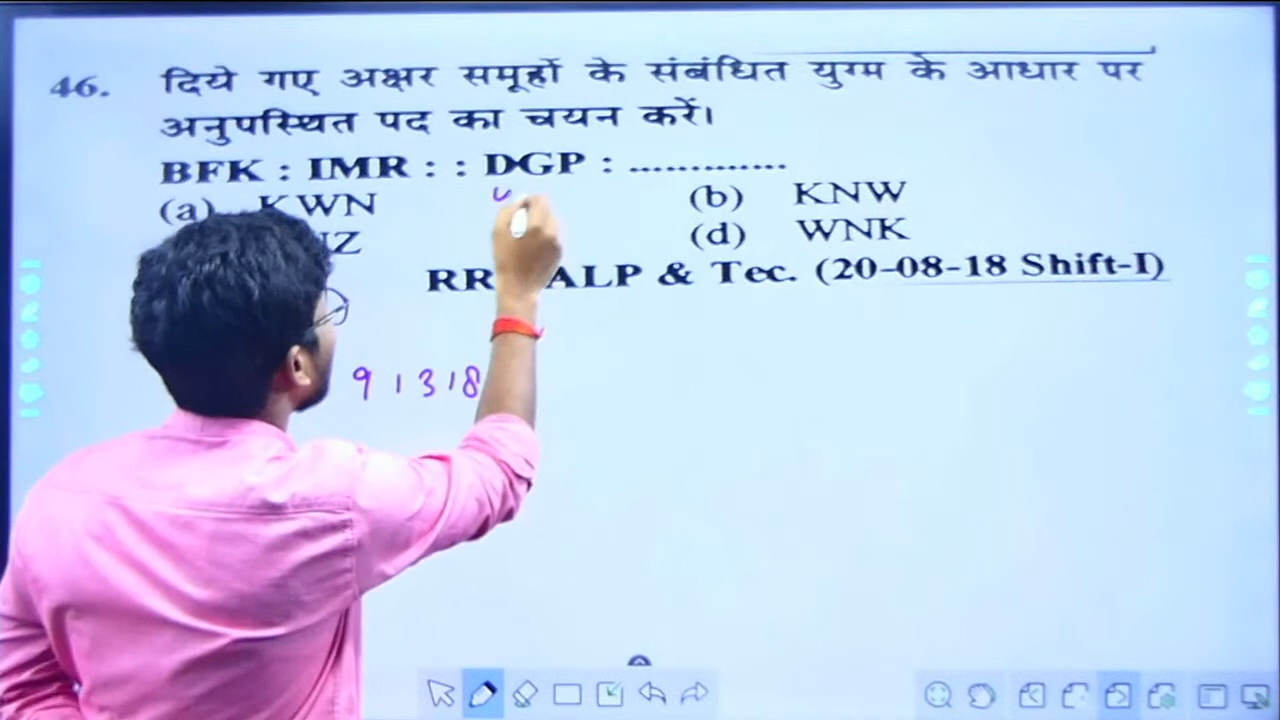 46. दिये गए अक्षर समूहों के संबंधित युग्म के आधार पर
अनुपस्थित पद का चयन करें।
BFK : IMR : : DGP : .............
(a) KWN (b) KNW
(d) WNK
ALP & Tec. (20-08-18 Shift-I)
9 13 18